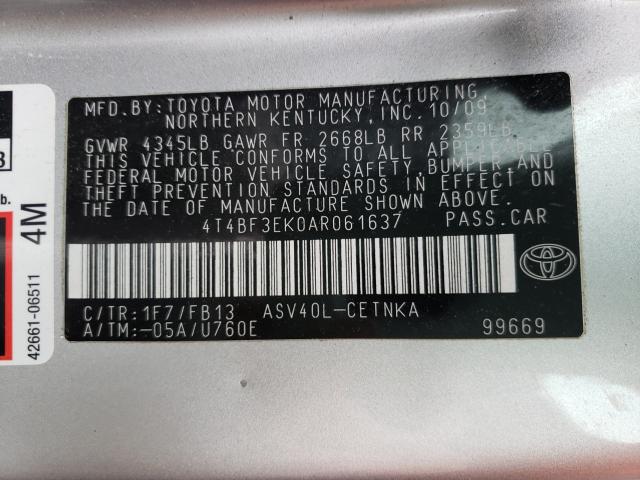 MFD.BY:TOYOTA MOTOR MANUFACTURING,
NORTHERN KENTUCKY,INC.10/09
GVWR 4345LB GAWR FR 2668LB RR 2359LB
THIS VEHICLE CONFORMS TO ALL APPLICABLE
FEDERAL MOTOR VEHICLE SAFETY,BUMPER AND
THEFT PREVENTION STANDARDS IN EFFECT ON
THE DATE OF MANUFACTURE SHOWN ABOVE.
4T4BF3EK0AR061637 PASS.CAR
C/TR:1F7/FB13 ASV40L-CETNKA
A/TM:-05A/U760E 99669
b.
4M
42661-06511